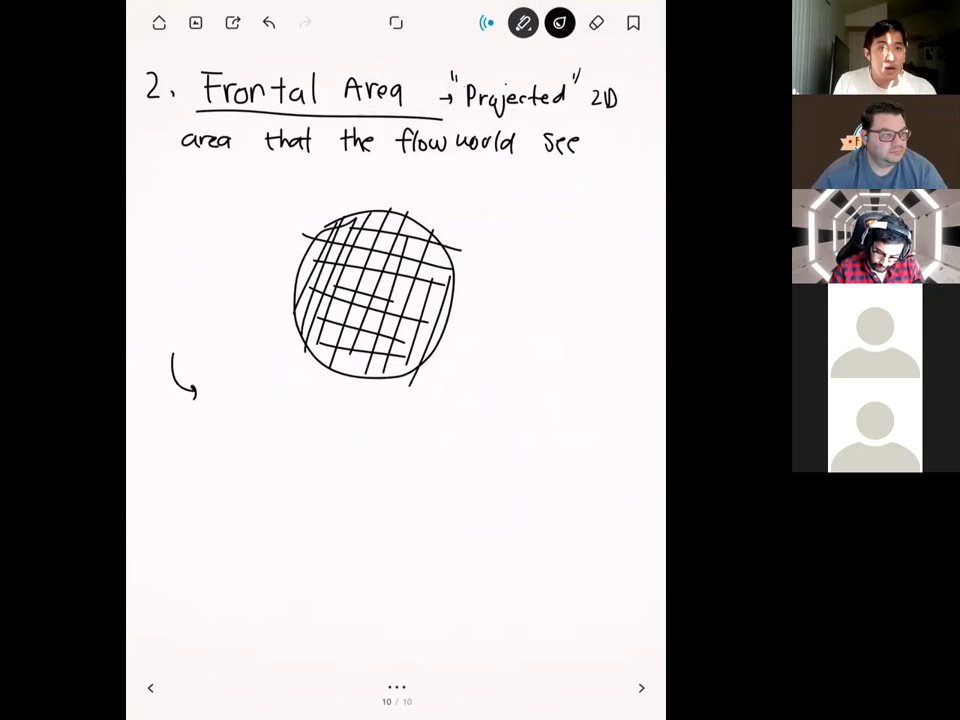 2. Frontal Area → "Projected" 2D
area that the flow would see
10 / 10